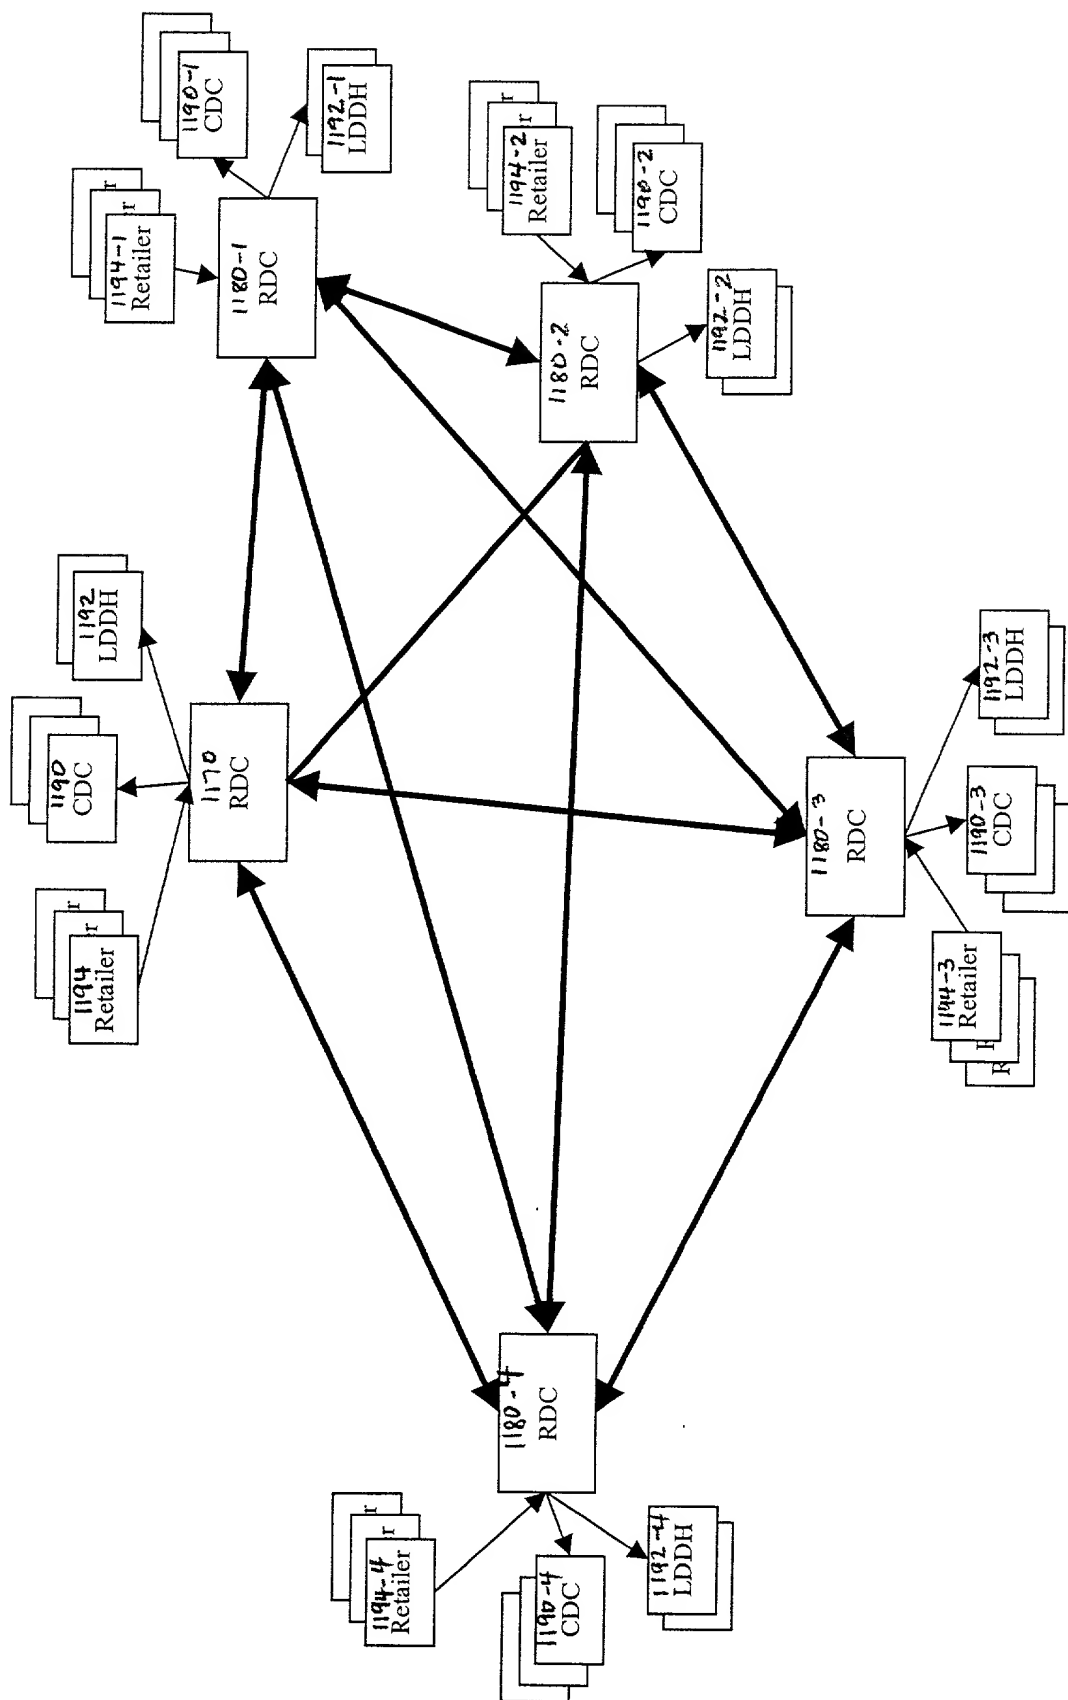 1194
Retailer
r
r
1190
CDC
1192
LDDH
1194-1
Retailer
r
r
1190-1
CDC
1170
RDC
1180-1
RDC
1192-1
LDDH
1194-4
Retailer
r
r
1194-2
Retailer
r
r
1180-4
RDC
1190-4
CDC
1180-2
RDC
1190-2
CDC
1192-4
LDDH
1192-2
LDDH
1180-3
RDC
1194-3
Retailer
R
R
1190-3
CDC
1192-3
LDDH